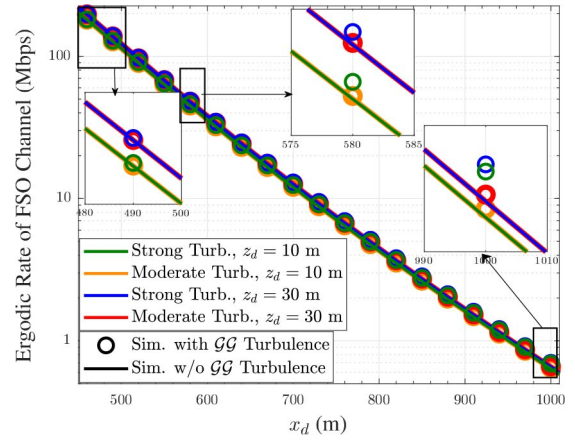 Ergodic Rate of FSO Channel (Mbps)
100
10
1
575 580 585
480 490 500
990 1000 1010
Strong Turb., $z_d$ = 10 m
Moderate Turb., $z_d$ = 10 m
Strong Turb., $z_d$ = 30 m
Moderate Turb., $z_d$ = 30 m
Sim. with $\mathcal{GG}$ Turbulence
Sim. w/o $\mathcal{GG}$ Turbulence
500 600 700 800 900 1000
$x_d$ (m)